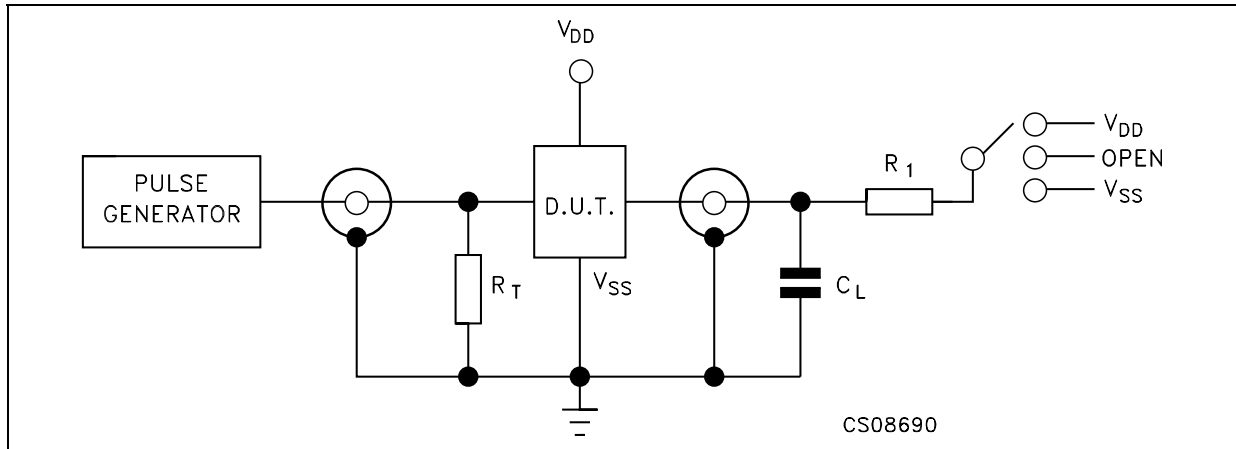 VDD
PULSE
GENERATOR
RT
D.U.T.
VSS
CL
R1
VDD
OPEN
VSS
CS08690